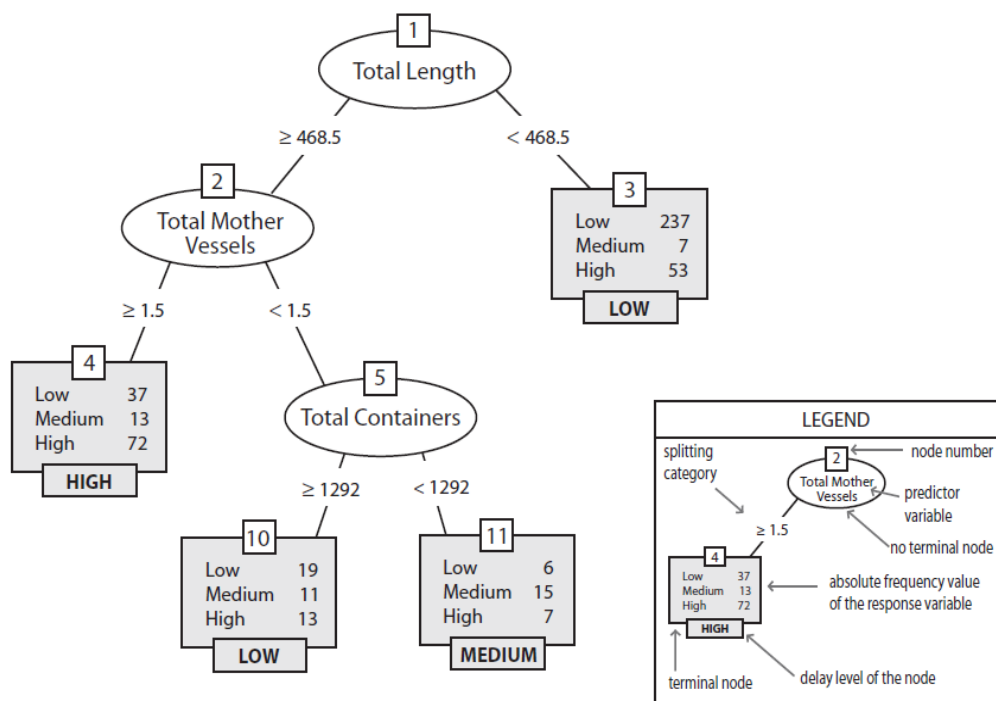 1
Total Length
≥ 468.5
< 468.5
2
Total Mother
Vessels
3
Low 237
Medium 7
High 53
LOW
≥ 1.5
< 1.5
4
Low 37
Medium 13
High 72
HIGH
5
Total Containers
≥ 1292
< 1292
10
Low 19
Medium 11
High 13
LOW
11
Low 6
Medium 15
High 7
MEDIUM
LEGEND
splitting
category
2
node number
Total Mother
Vessels
predictor
variable
≥ 1.5
no terminal node
4
Low 37
Medium 13
High 72
HIGH
absolute frequency value
of the response variable
terminal node
delay level of the node